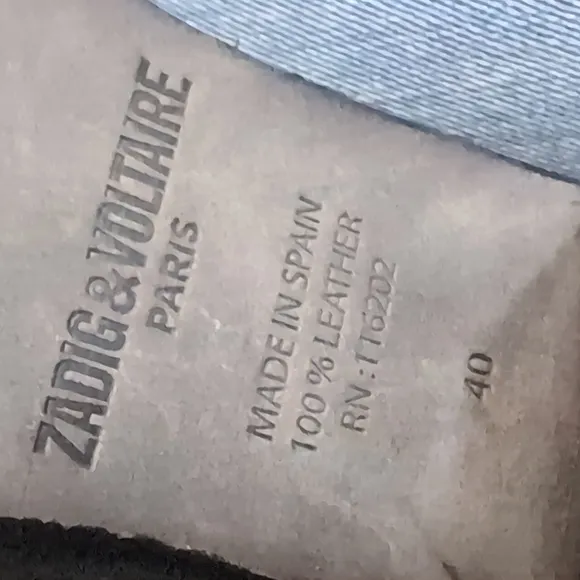 ZADIG & VOLTAIRE
PARIS
MADE IN SPAIN
100 % LEATHER
RN : 116202
40